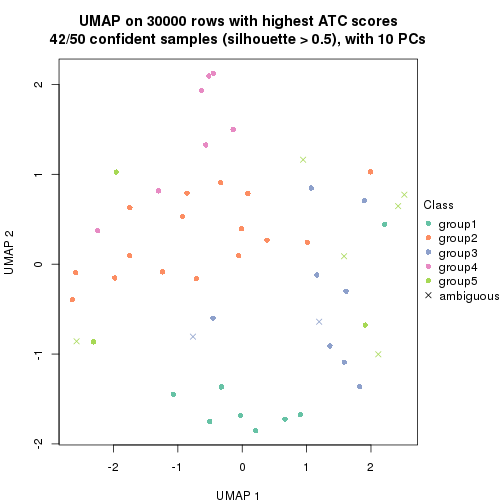 UMAP on 30000 rows with highest ATC scores
42/50 confident samples (silhouette > 0.5), with 10 PCs
2
1
0
-1
-2
UMAP 2
-2
-1
0
1
2
UMAP 1
Class
group1
group2
group3
group4
group5
ambiguous